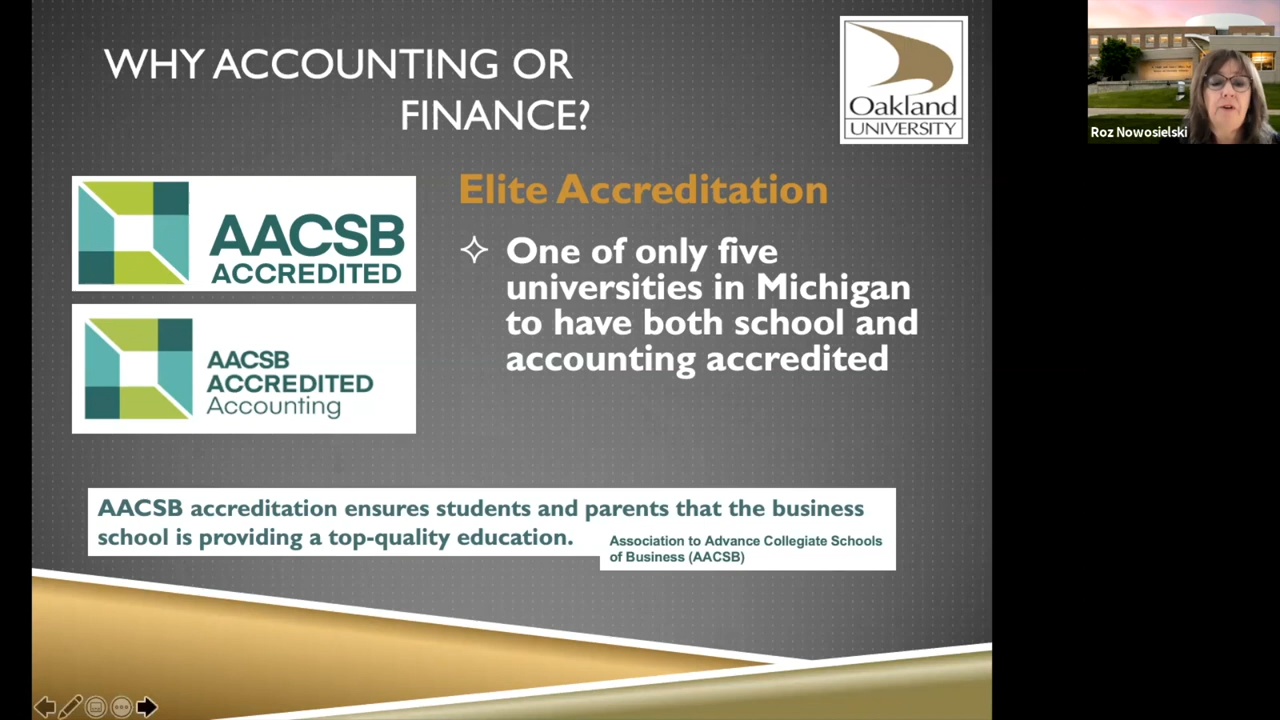 WHY ACCOUNTING OR
FINANCE?
Oakland
UNIVERSITY
Roz Nowosielski
AACSB
ACCREDITED
AACSB
ACCREDITED
Accounting
Elite Accreditation
One of only five
universities in Michigan
to have both school and
accounting accredited
AACSB accreditation ensures students and parents that the business
school is providing a top-quality education.
Association to Advance Collegiate Schools
of Business (AACSB)